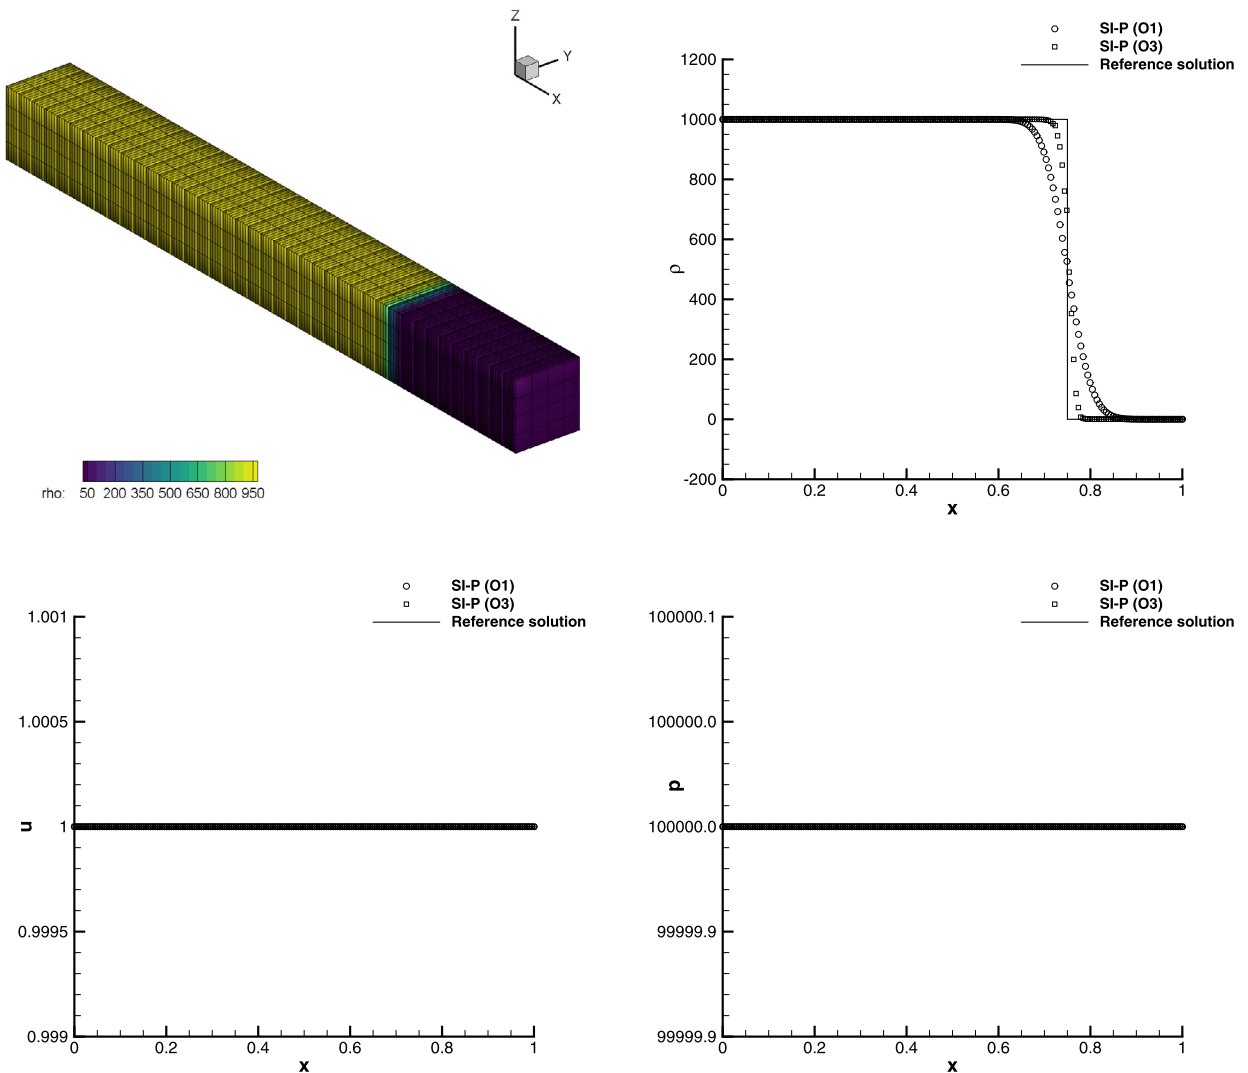 Z
Y
X
rho: 50 200 350 500 650 800 950
SI-P (O1)
SI-P (O3)
Reference solution
1200
1000
800
600
400
200
0
-200
ρ
0 0.2 0.4 0.6 0.8 1
x
SI-P (O1)
SI-P (O3)
Reference solution
1.001
1.0005
1
0.9995
0.999
u
0 0.2 0.4 0.6 0.8 1
x
SI-P (O1)
SI-P (O3)
Reference solution
100000.1
100000.0
100000.0
99999.9
99999.9
p
0 0.2 0.4 0.6 0.8 1
x